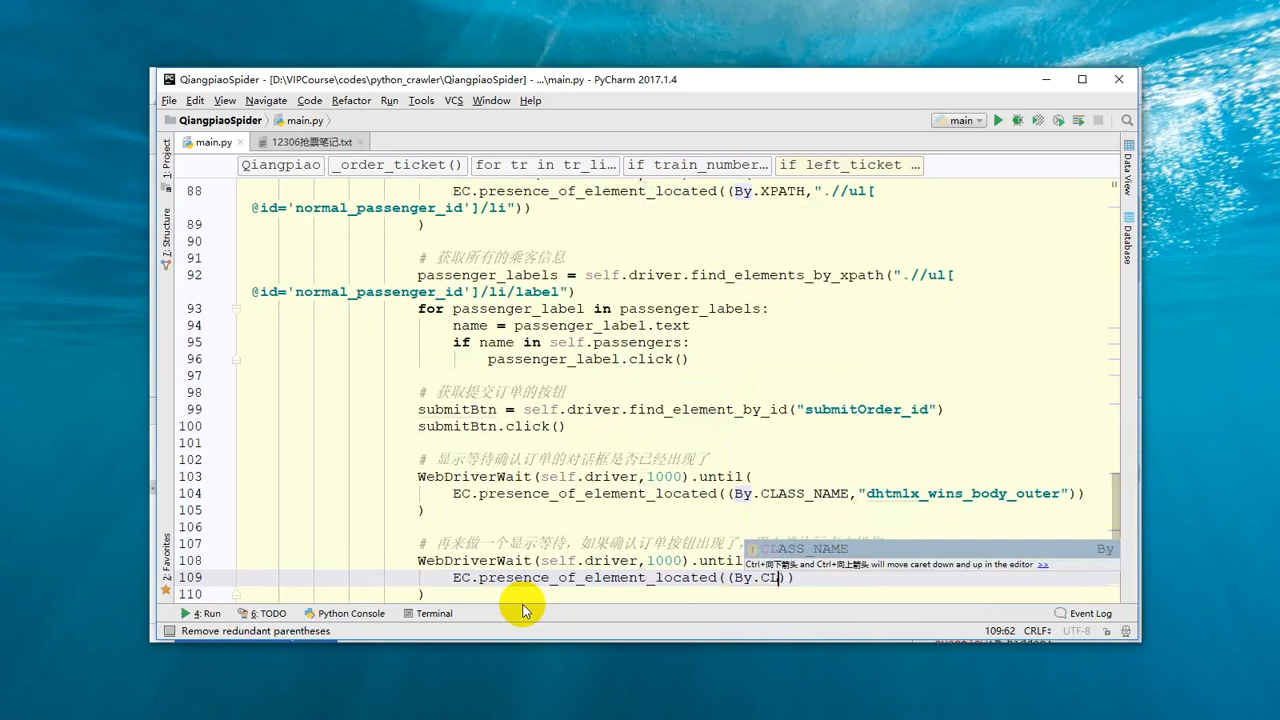 QiangpiaoSpider - [D:\VIPCourse\codes\python_crawler\QiangpiaoSpider] - ...\main.py - PyCharm 2017.1.4
File Edit View Navigate Code Refactor Run Tools VCS Window Help
QiangpiaoSpider main.py main
main.py 12306抢票笔记.txt
Qiangpiao _order_ticket() for tr in tr_li... if train_number... if left_ticket ...
1: Project
7: Structure
2: Favorites
Data View
Database
88 EC.presence_of_element_located((By.XPATH,".//ul[
@id='normal_passenger_id']/li"))
89 )
90
91 # 获取所有的乘客信息
92 passenger_labels = self.driver.find_elements_by_xpath(".//ul[
@id='normal_passenger_id']/li/label")
93 for passenger_label in passenger_labels:
94 name = passenger_label.text
95 if name in self.passengers:
96 passenger_label.click()
97
98 # 获取提交订单的按钮
99 submitBtn = self.driver.find_element_by_id("submitOrder_id")
100 submitBtn.click()
101
102 # 显示等待确认订单的对话框是否已经出现了
103 WebDriverWait(self.driver,1000).until(
104 EC.presence_of_element_located((By.CLASS_NAME,"dhtmlx_wins_body_outer"))
105 )
106
107 # 再来做一个显示等待，如果确认订单按钮出现了，
CLASS_NAME By
108 WebDriverWait(self.driver,1000).until
Ctrl+向下箭头 and Ctrl+向上箭头 will move caret down and up in the editor >>
109 EC.presence_of_element_located((By.CL))
110 )
4: Run 6: TODO Python Console Terminal Event Log
Remove redundant parentheses 109:62 CRLF UTF-8